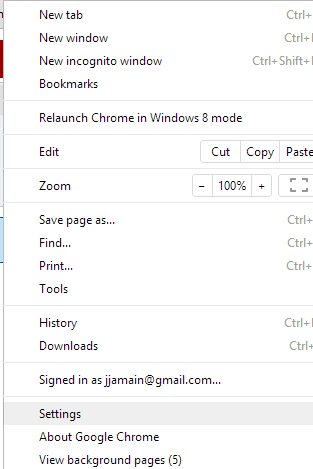 New tab Ctrl+
New window Ctrl+
New incognito window Ctrl+Shift+
Bookmarks
Relaunch Chrome in Windows 8 mode
Edit Cut Copy Paste
Zoom − 100% +
Save page as... Ctrl+
Find... Ctrl+
Print... Ctrl+
Tools
History Ctrl+
Downloads Ctrl+
Signed in as jjamain@gmail.com...
Settings
About Google Chrome
View background pages (5)